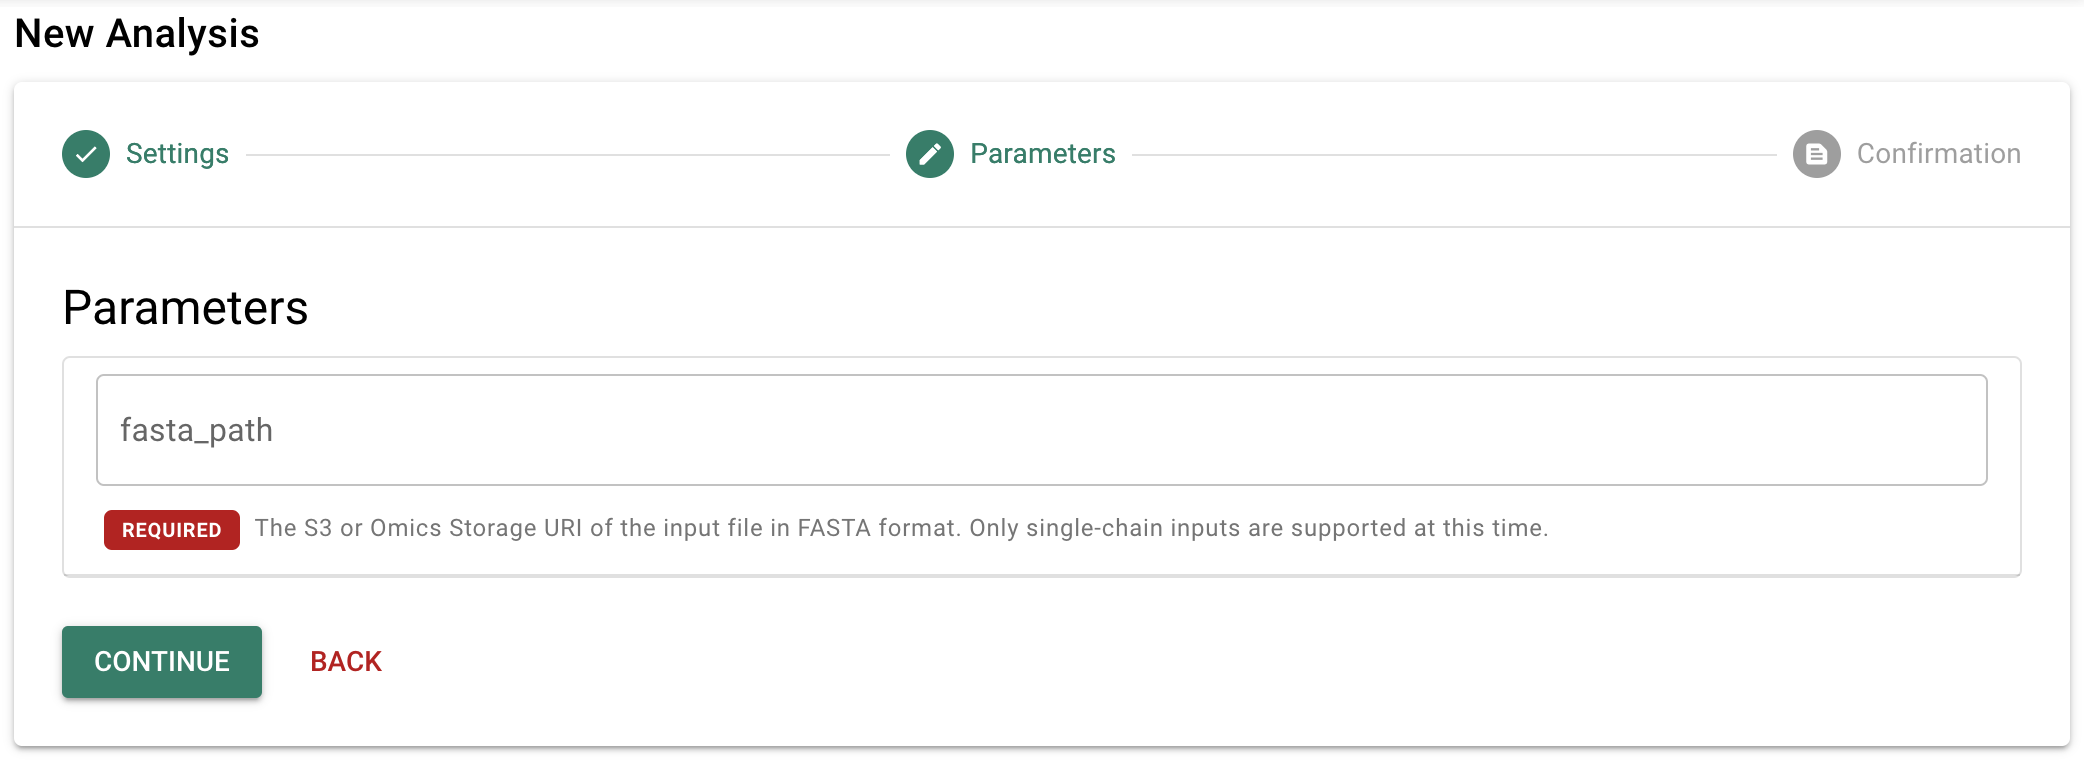 New Analysis
Settings
Parameters
Confirmation
Parameters
fasta_path
REQUIRED The S3 or Omics Storage URI of the input file in FASTA format. Only single-chain inputs are supported at this time.
CONTINUE
BACK